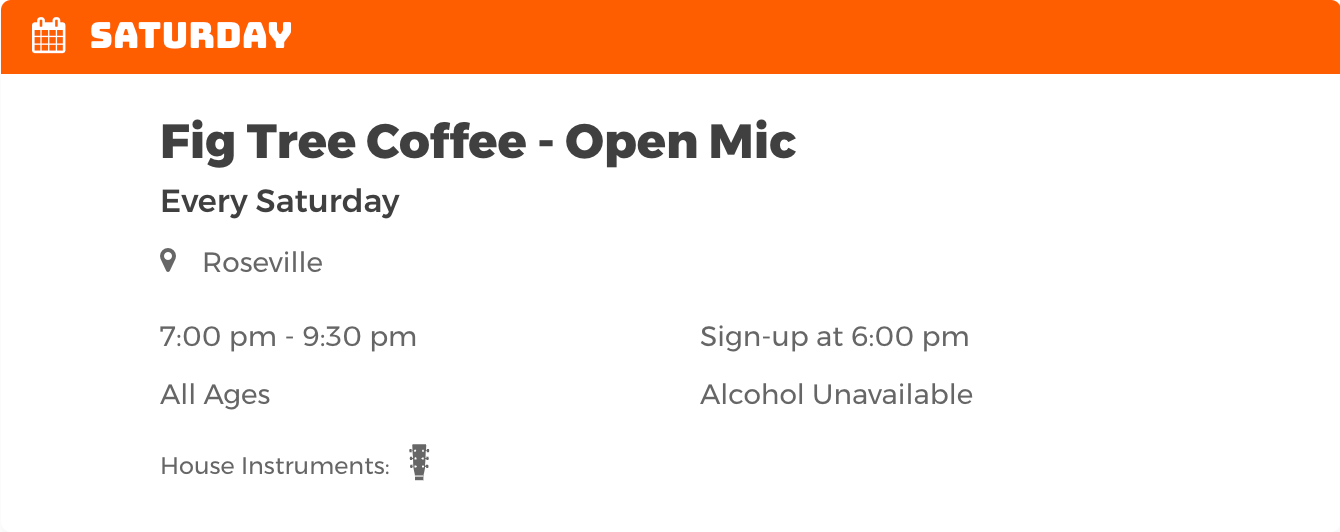 SATURDAY
Fig Tree Coffee - Open Mic
Every Saturday
Roseville
7:00 pm - 9:30 pm
Sign-up at 6:00 pm
All Ages
Alcohol Unavailable
House Instruments: